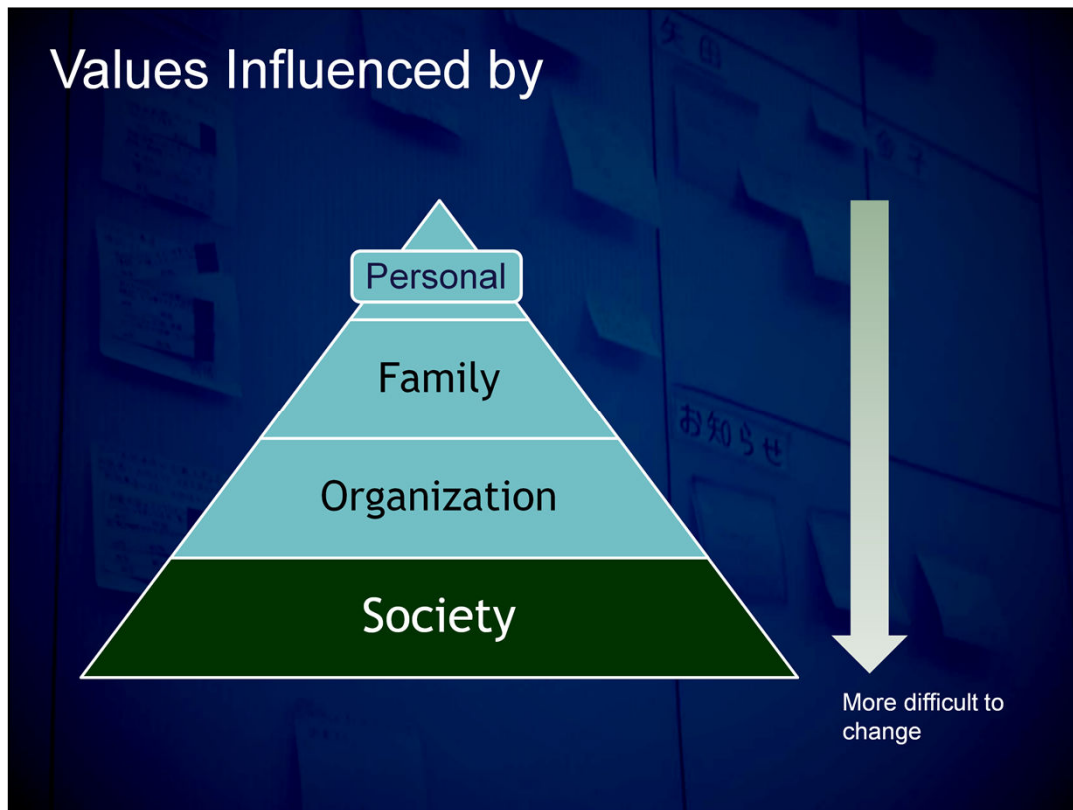 Values Influenced by
Personal
Family
Organization
Society
More difficult to
change
お知らせ